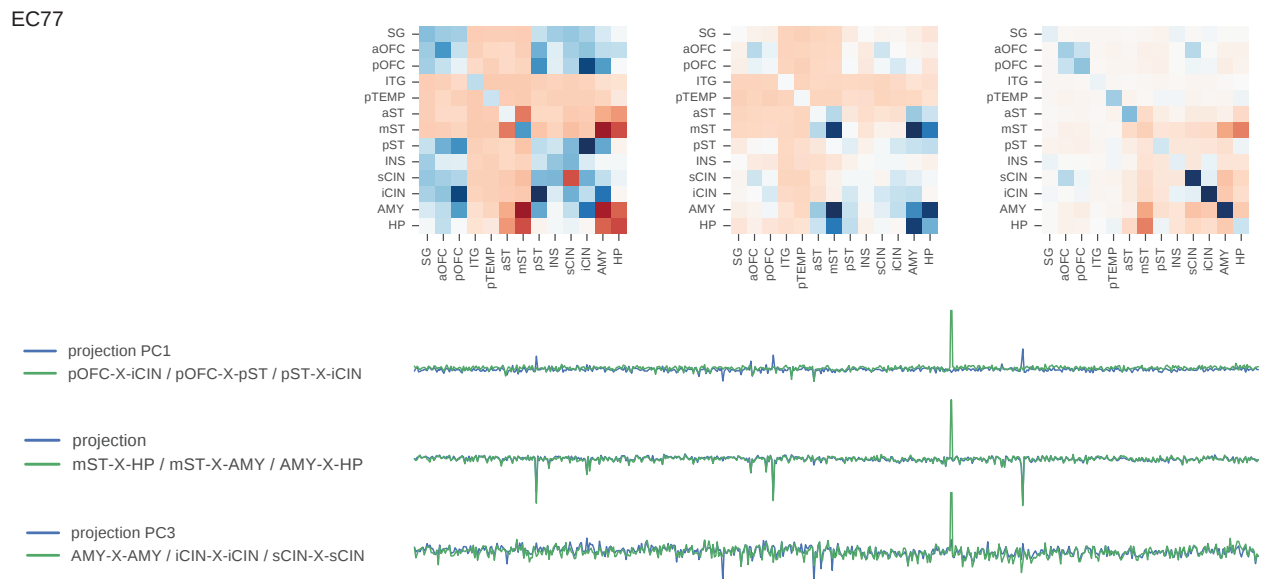 EC77
SG
aOFC
pOFC
ITG
pTEMP
aST
mST
pST
INS
sCIN
iCIN
AMY
HP
SG aOFC pOFC ITG pTEMP aST mST pST INS sCIN iCIN AMY HP
SG
aOFC
pOFC
ITG
pTEMP
aST
mST
pST
INS
sCIN
iCIN
AMY
HP
SG aOFC pOFC ITG pTEMP aST mST pST INS sCIN iCIN AMY HP
SG
aOFC
pOFC
ITG
pTEMP
aST
mST
pST
INS
sCIN
iCIN
AMY
HP
SG aOFC pOFC ITG pTEMP aST mST pST INS sCIN iCIN AMY HP
projection PC1
pOFC-X-iCIN / pOFC-X-pST / pST-X-iCIN
projection
mST-X-HP / mST-X-AMY / AMY-X-HP
projection PC3
AMY-X-AMY / iCIN-X-iCIN / sCIN-X-sCIN